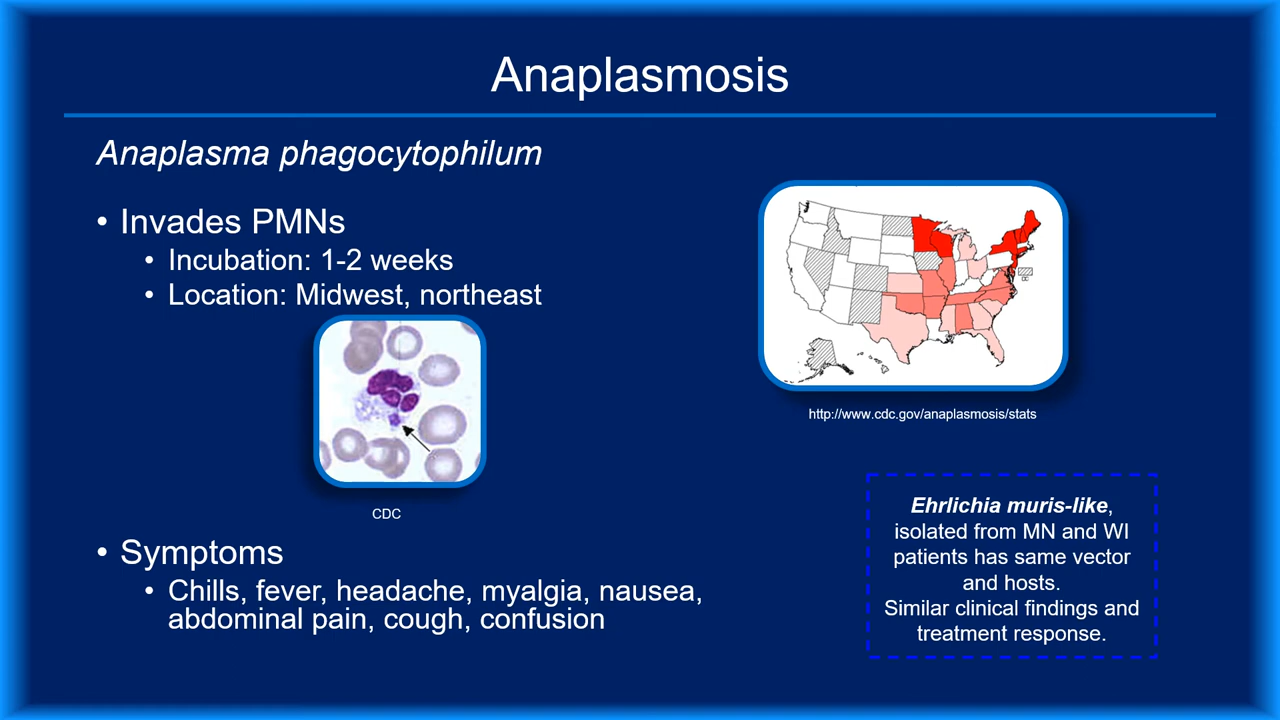 Anaplasmosis
Anaplasma phagocytophilum
• Invades PMNs
• Incubation: 1-2 weeks
• Location: Midwest, northeast
CDC
• Symptoms
• Chills, fever, headache, myalgia, nausea,
abdominal pain, cough, confusion
http://www.cdc.gov/anaplasmosis/stats
Ehrlichia muris-like,
isolated from MN and WI
patients has same vector
and hosts.
Similar clinical findings and
treatment response.